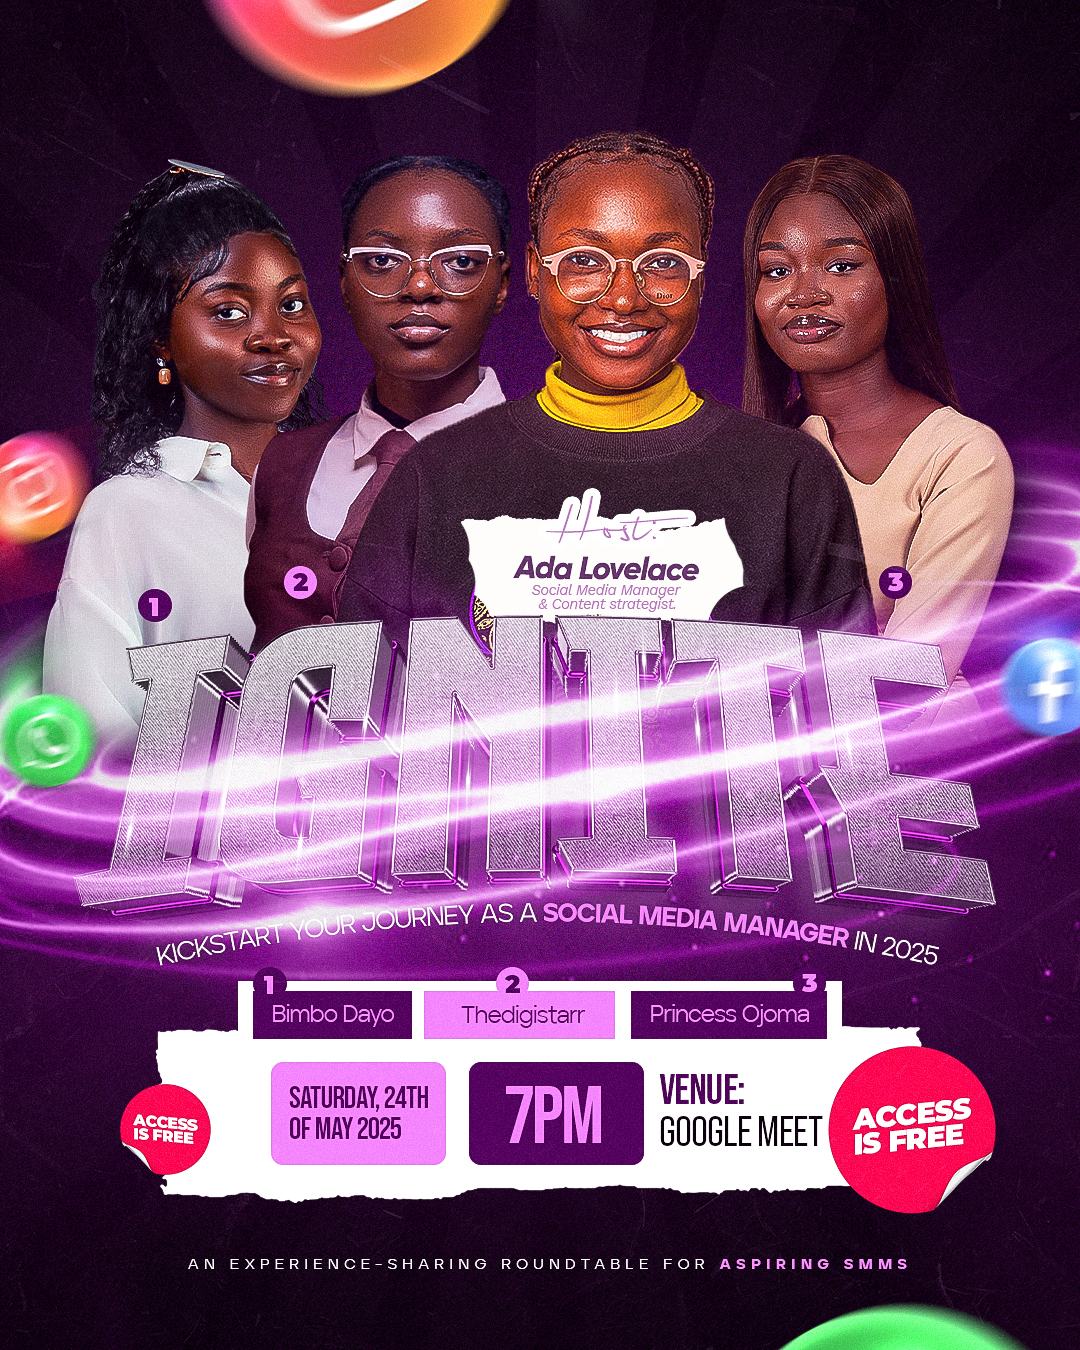 Dior
Host:
Ada Lovelace
Social Media Manager
& Content strategist.
1
2
3
IGNITE
KICKSTART YOUR JOURNEY AS A SOCIAL MEDIA MANAGER IN 2025
1
2
3
Bimbo Dayo
Thedigistarr
Princess Ojoma
SATURDAY, 24TH
OF MAY 2025
7PM
VENUE:
GOOGLE MEET
ACCESS
IS FREE
ACCESS
IS FREE
AN EXPERIENCE-SHARING ROUNDTABLE FOR ASPIRING SMMS